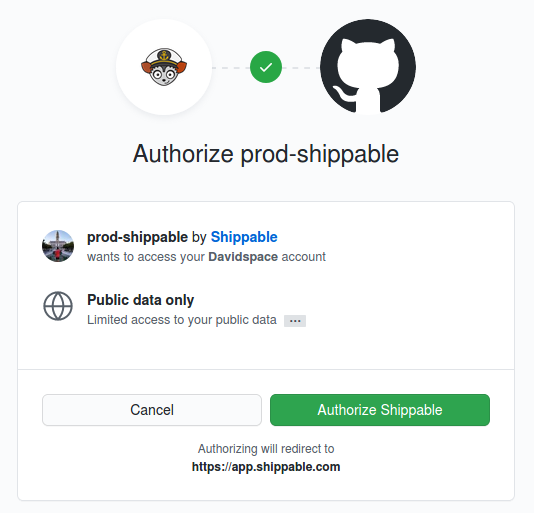 Authorize prod-shippable
prod-shippable by Shippable
wants to access your Davidspace account
Public data only
Limited access to your public data ...
Cancel
Authorize Shippable
Authorizing will redirect to
https://app.shippable.com